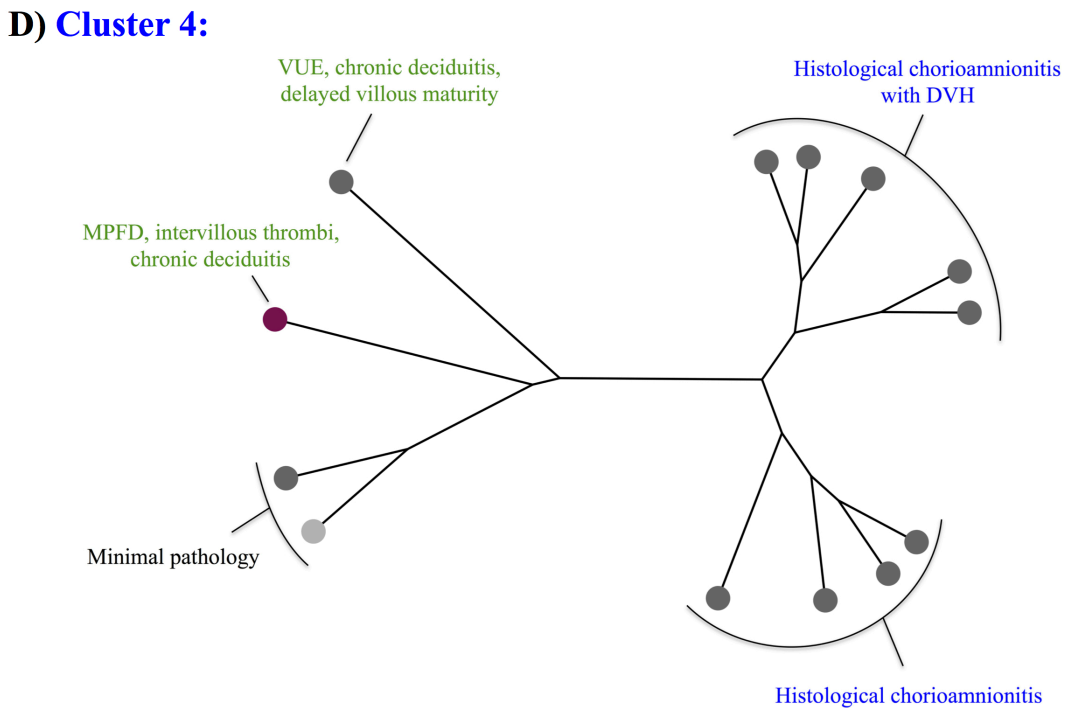 D) Cluster 4:
VUE, chronic deciduitis,
delayed villous maturity
Histological chorioamnionitis
with DVH
MPFD, intervillous thrombi,
chronic deciduitis
Minimal pathology
Histological chorioamnionitis